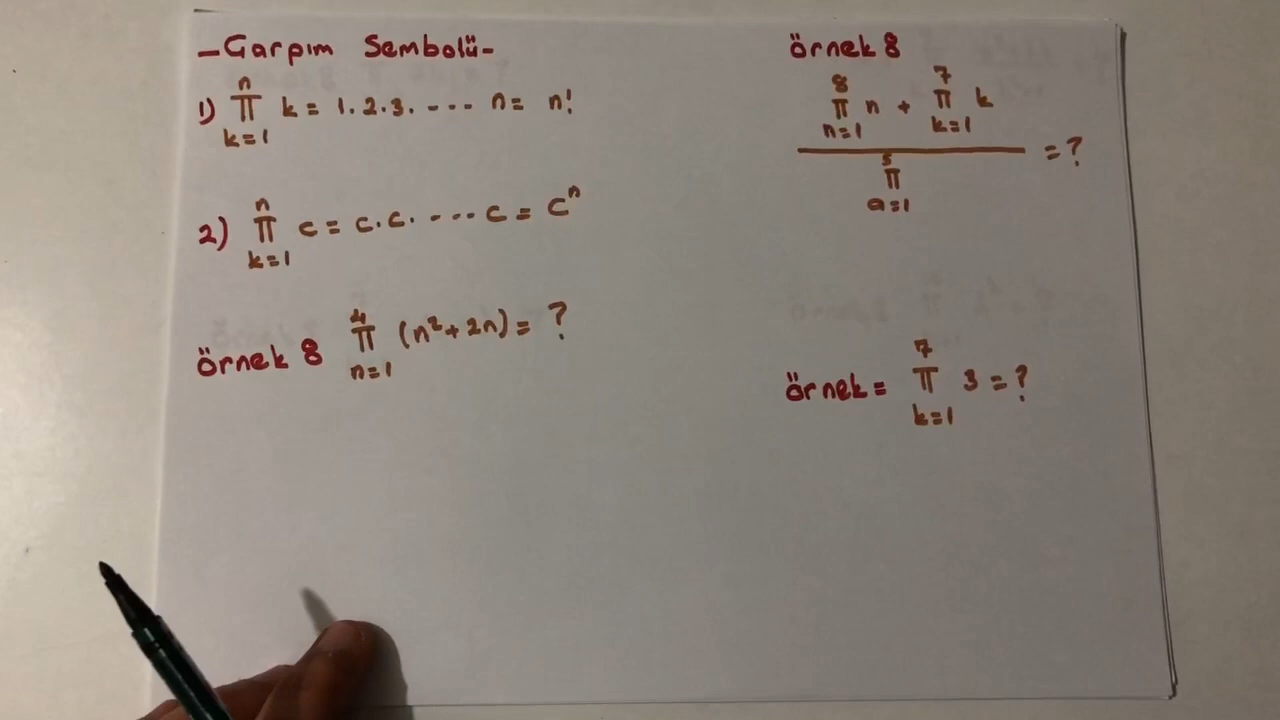 - Çarpım Sembolü-
1) n π k=1 k = 1.2.3. .... n = n!
2) n π k=1 c = c.c. .... c = cⁿ
örnek 8 4 π n=1 (n²+2n) = ?
örnek 8
8 π n=1 n + 7 π k=1 k
= ?
5 π a=1
örnek = 7 π k=1 3 = ?